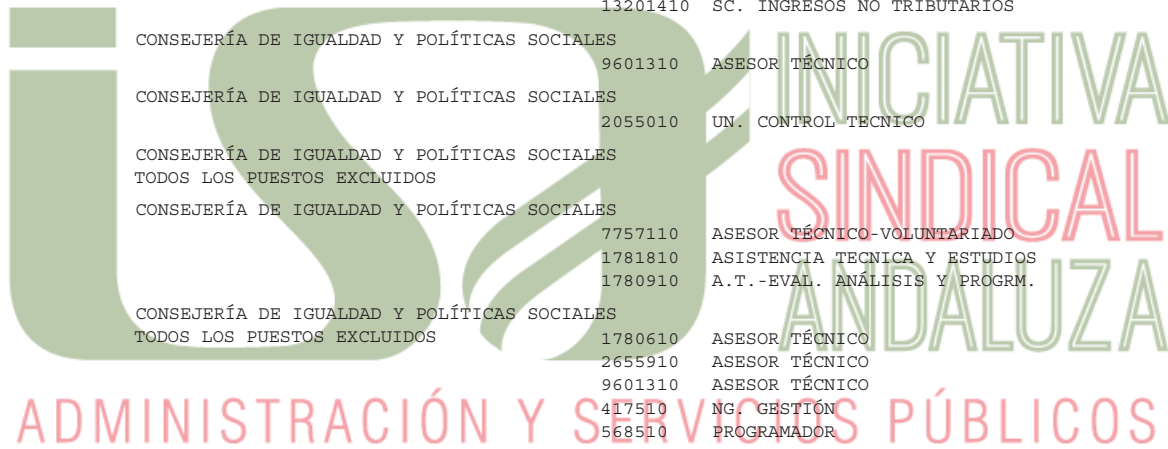 13201410 SC. INGRESOS NO TRIBUTARIOS
CONSEJERÍA DE IGUALDAD Y POLÍTICAS SOCIALES
9601310 ASESOR TÉCNICO
CONSEJERÍA DE IGUALDAD Y POLÍTICAS SOCIALES
2055010 UN. CONTROL TECNICO
CONSEJERÍA DE IGUALDAD Y POLÍTICAS SOCIALES
TODOS LOS PUESTOS EXCLUIDOS
CONSEJERÍA DE IGUALDAD Y POLÍTICAS SOCIALES
7757110 ASESOR TÉCNICO-VOLUNTARIADO
1781810 ASISTENCIA TECNICA Y ESTUDIOS
1780910 A.T.-EVAL. ANÁLISIS Y PROGRM.
CONSEJERÍA DE IGUALDAD Y POLÍTICAS SOCIALES
TODOS LOS PUESTOS EXCLUIDOS 1780610 ASESOR TÉCNICO
2655910 ASESOR TÉCNICO
9601310 ASESOR TÉCNICO
417510 NG. GESTIÓN
568510 PROGRAMADOR
isa
INICIATIVA
SINDICAL
ANDALUZA
ADMINISTRACIÓN Y SERVICIOS PÚBLICOS